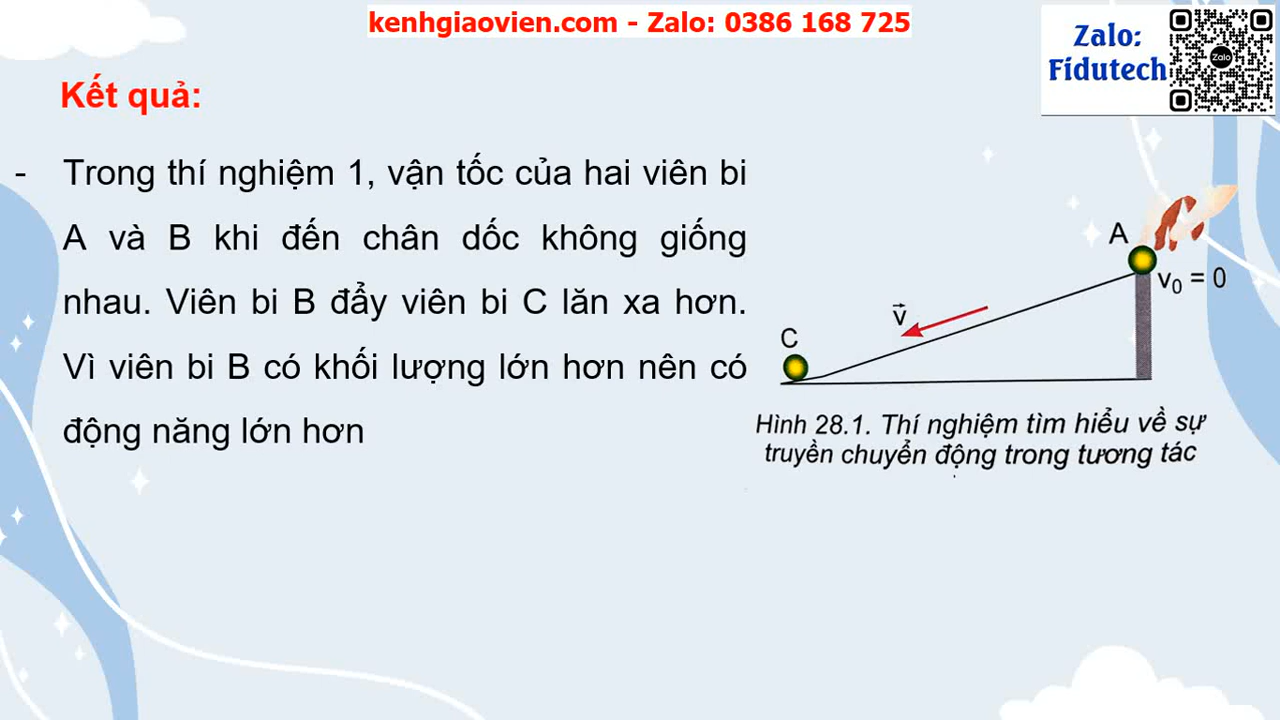 kenhgiaovien.com - Zalo: 0386 168 725
Zalo:
Fidutech
Zalo
Kết quả:
- Trong thí nghiệm 1, vận tốc của hai viên bi
A và B khi đến chân dốc không giống
nhau. Viên bi B đẩy viên bi C lăn xa hơn.
Vì viên bi B có khối lượng lớn hơn nên có
động năng lớn hơn
A
v₀ = 0
v⃗
C
Hình 28.1. Thí nghiệm tìm hiểu về sự
truyền chuyển động trong tương tác